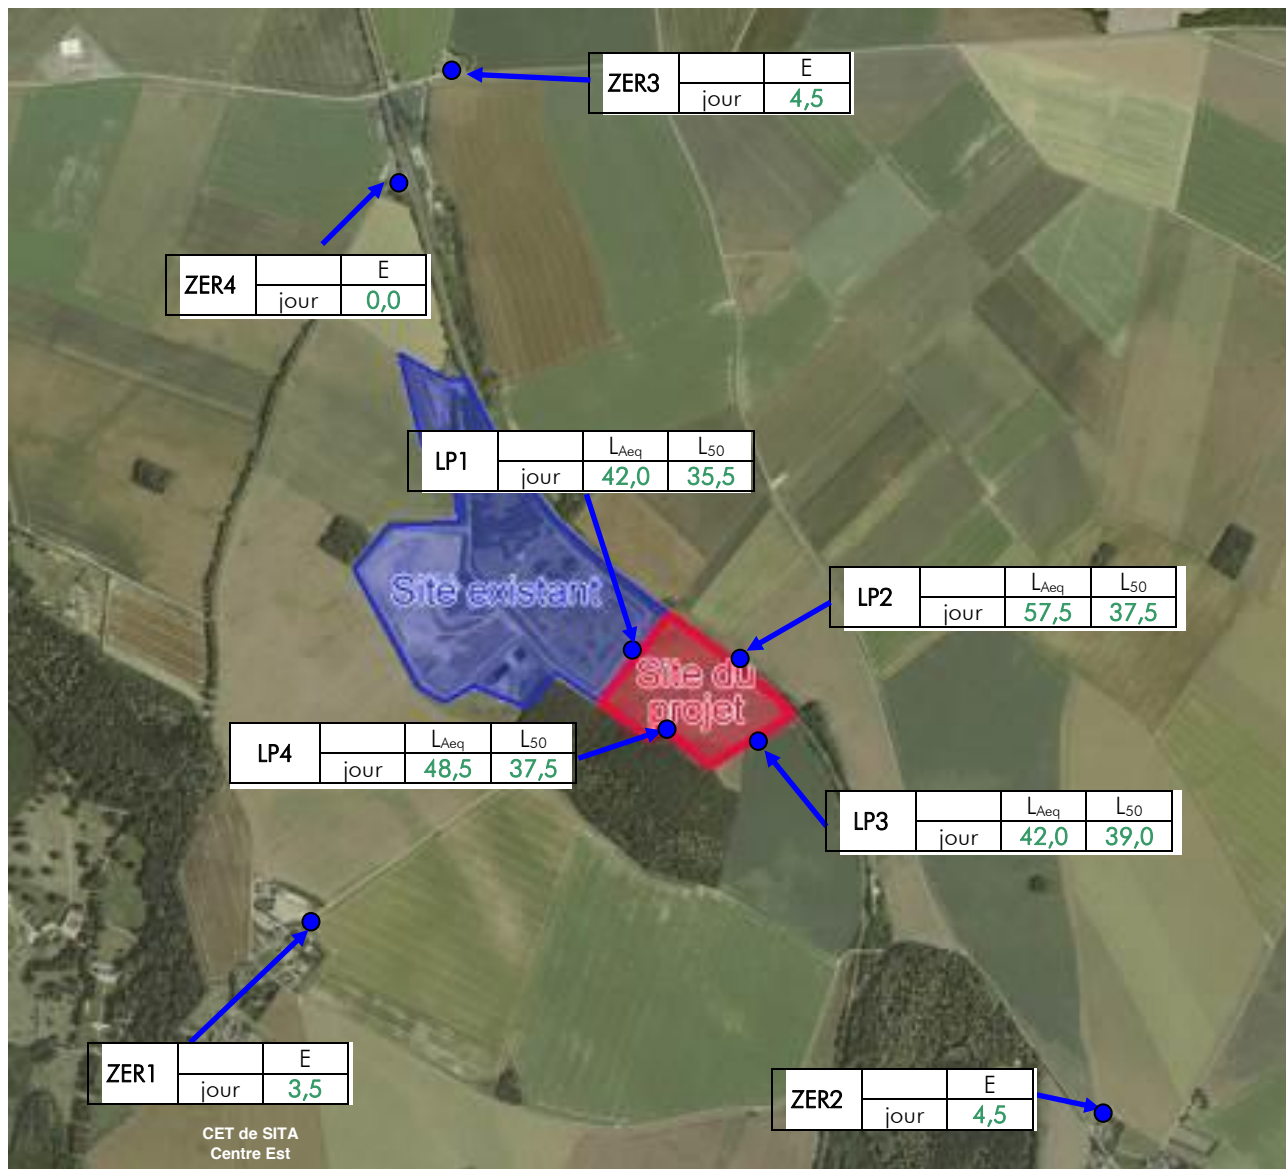 ZER3 E
jour 4,5
ZER4 E
jour 0,0
LP1 LAeq L50
jour 42,0 35,5
Site existant
LP2 LAeq L50
jour 57,5 37,5
Site du
projet
LP4 LAeq L50
jour 48,5 37,5
LP3 LAeq L50
jour 42,0 39,0
ZER1 E
jour 3,5
ZER2 E
jour 4,5
CET de SITA
Centre Est